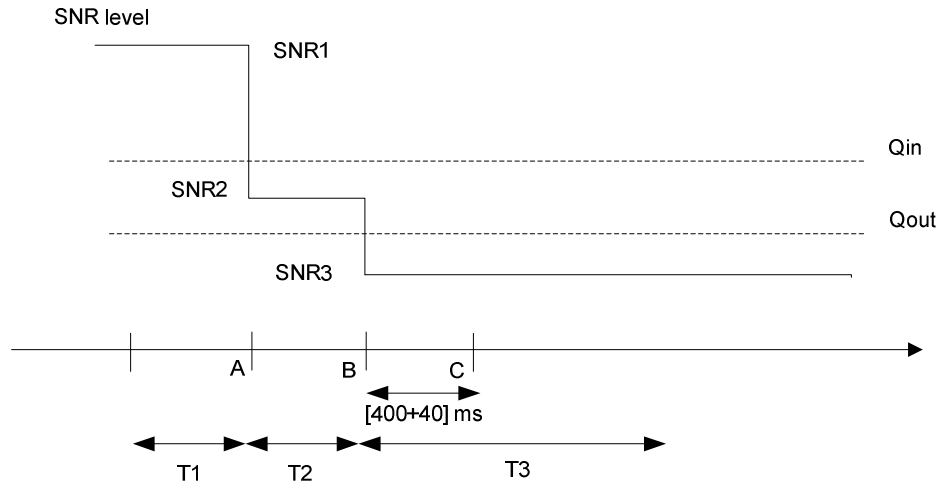 SNR level
SNR1
Qin
SNR2
Qout
SNR3
A
B
C
[400+40] ms
T1
T2
T3